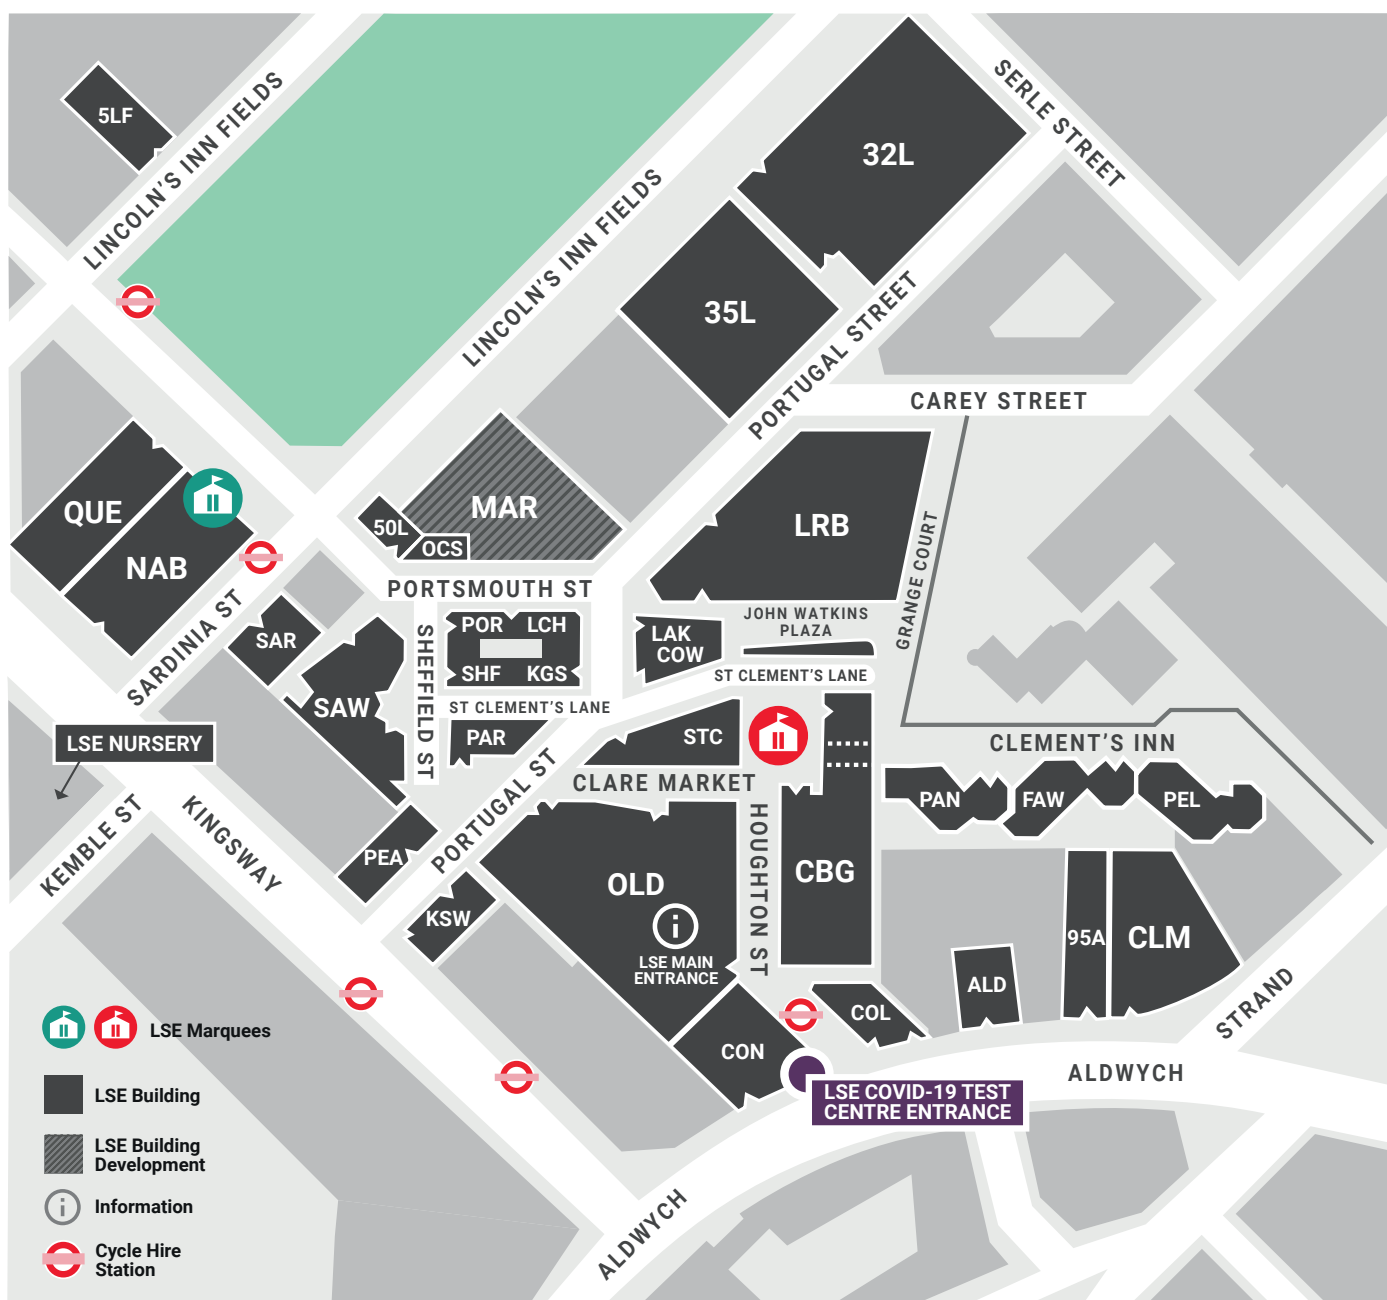 SERLE STREET
5LF
LINCOLN'S INN FIELDS
32L
LINCOLN'S INN FIELDS
35L
PORTUGAL STREET
CAREY STREET
QUE
NAB
MAR
50L
OCS
LRB
GRANGE COURT
PORTSMOUTH ST
SARDINIA ST
SAR
SAW
SHEFFIELD ST
POR
LCH
SHF
KGS
LAK
COW
JOHN WATKINS
PLAZA
ST CLEMENT'S LANE
ST CLEMENT'S LANE
PAR
STC
LSE NURSERY
CLEMENT'S INN
CLARE MARKET
PORTUGAL ST
PAN
FAW
PEL
KEMBLE ST
KINGSWAY
PEA
KSW
OLD
LSE MAIN
ENTRANCE
HOUGHTON ST
CBG
95A
CLM
ALD
COL
CON
STRAND
ALDWYCH
LSE COVID-19 TEST
CENTRE ENTRANCE
ALDWYCH
LSE Marquees
LSE Building
LSE Building
Development
Information
Cycle Hire
Station